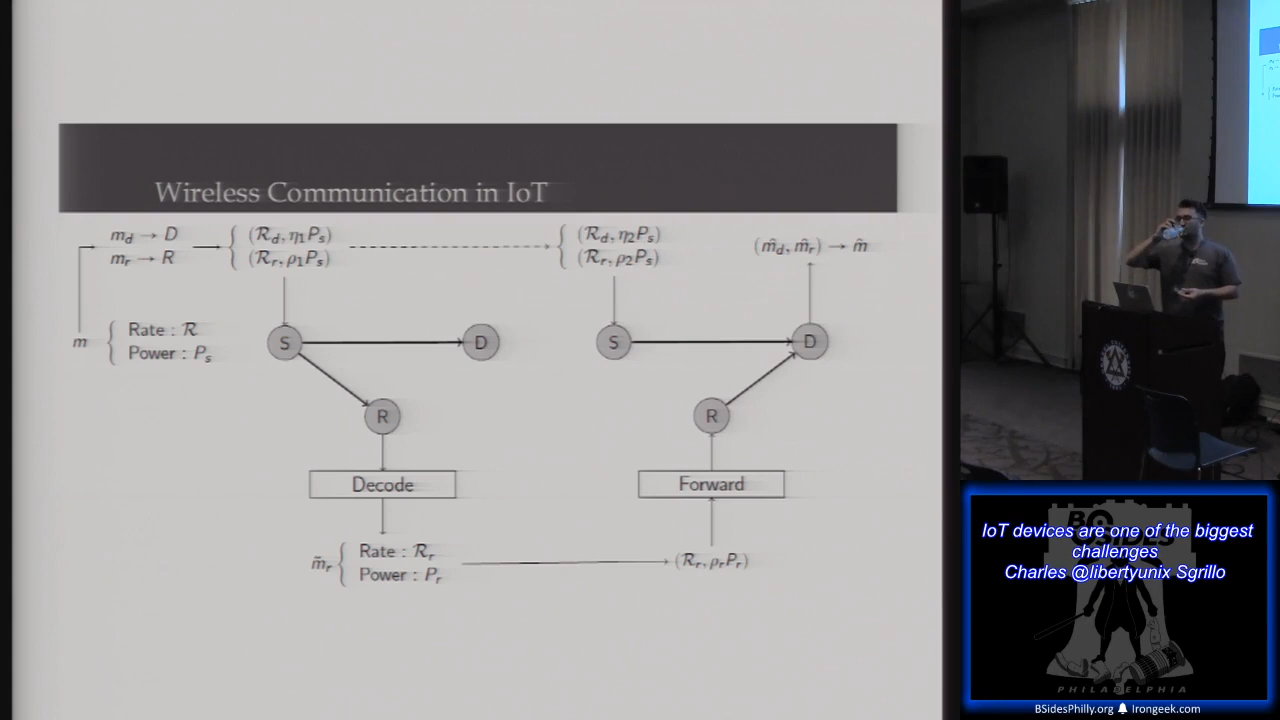 Wireless Communication in IoT
m_d → D
m_r → R
(R_d, η₁P_s)
(R_r, ρ₁P_s)
(R_d, η₂P_s)
(R_r, ρ₂P_s)
(m̂_d, m̂_r) → m̂
m { Rate : R
Power : P_s
S
D
S
D
R
R
Decode
Forward
m̃_r { Rate : R_r
Power : P_r
(R_r, ρ_rP_r)
BSIDES
IoT devices are one of the biggest
challenges
Charles @libertyunix Sgrillo
PHILADELPHIA
BSidesPhilly.org Irongeek.com